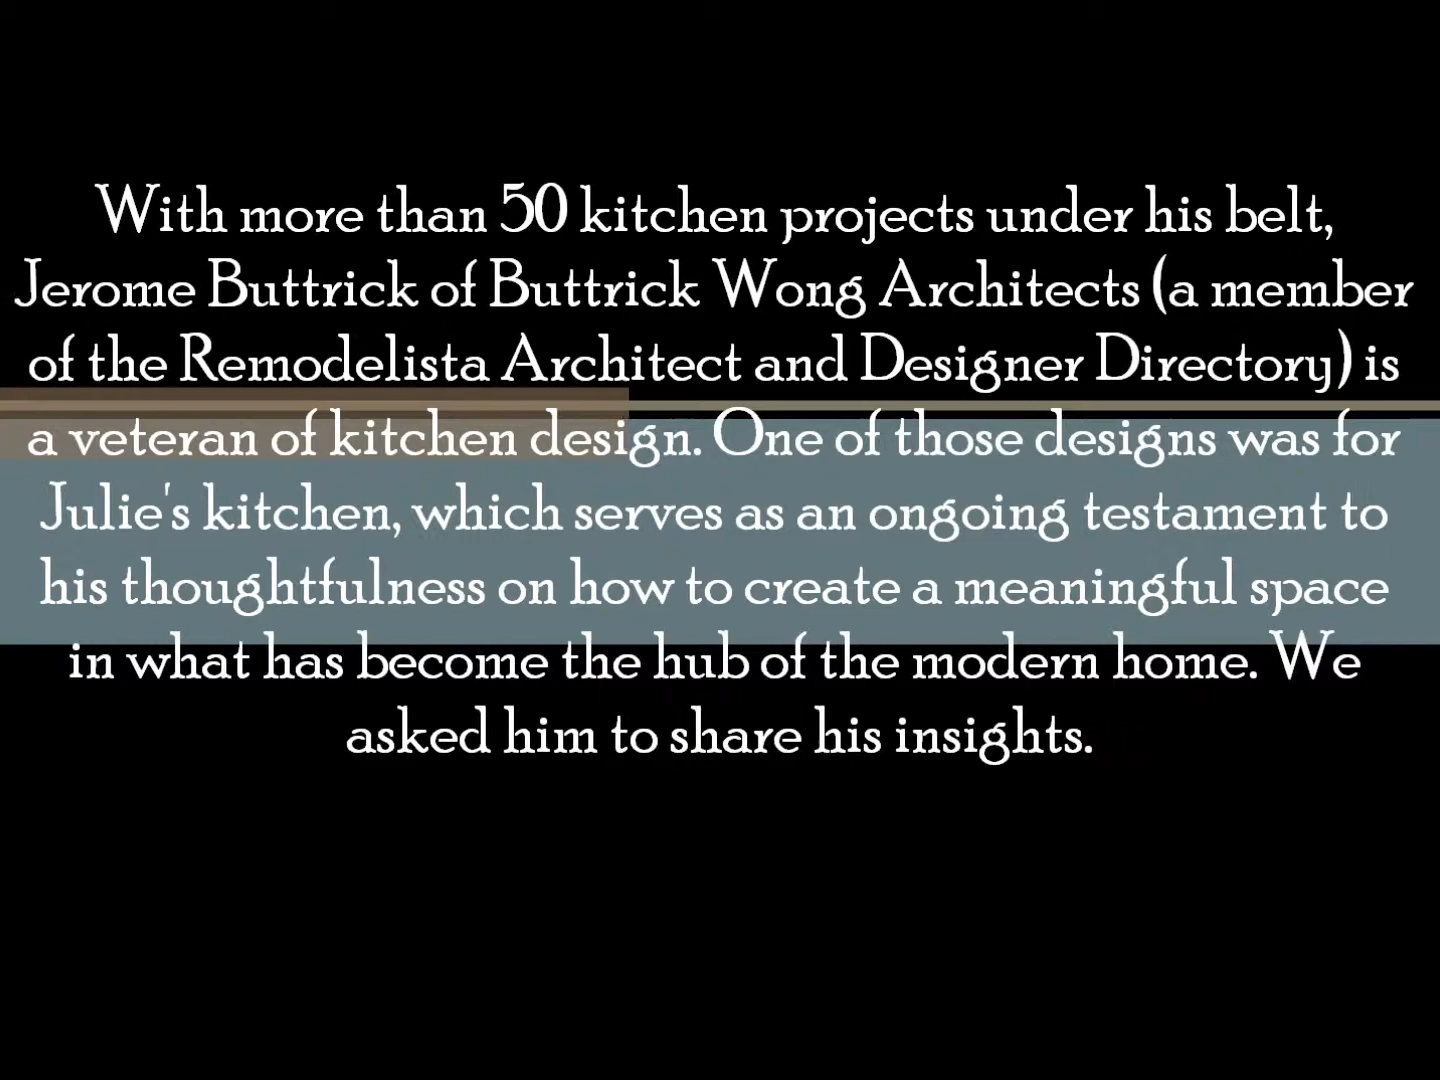 With more than 50 kitchen projects under his belt,
Jerome Buttrick of Buttrick Wong Architects (a member
of the Remodelista Architect and Designer Directory) is
a veteran of kitchen design. One of those designs was for
Julie's kitchen, which serves as an ongoing testament to
his thoughtfulness on how to create a meaningful space
in what has become the hub of the modern home. We
asked him to share his insights.